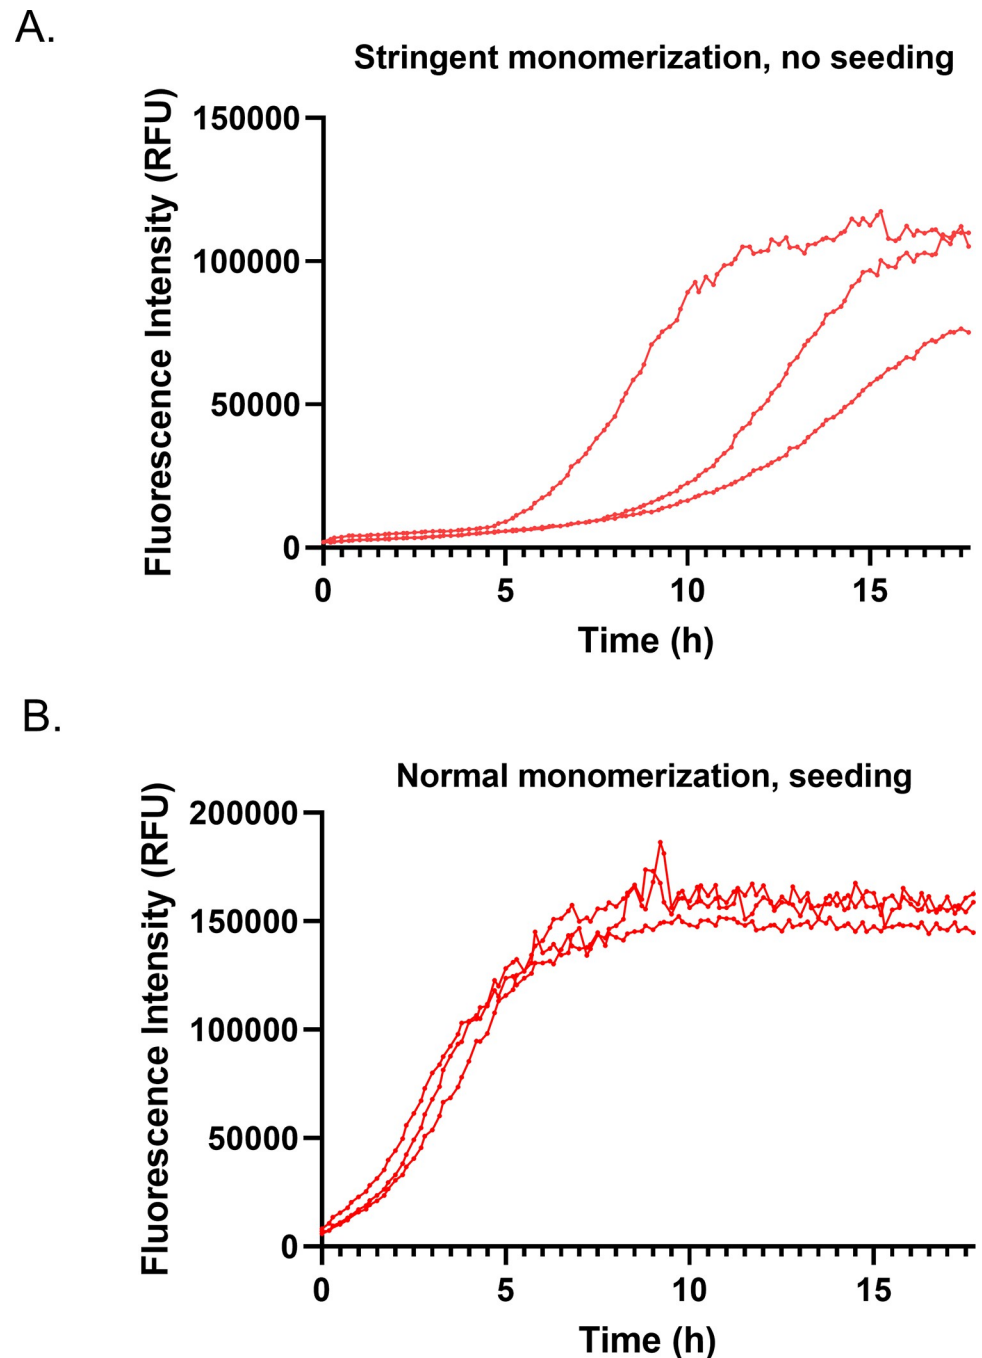 A.
Stringent monomerization, no seeding
Fluorescence Intensity (RFU)
150000
100000
50000
0
0 5 10 15
Time (h)
B.
Normal monomerization, seeding
Fluorescence Intensity (RFU)
200000
150000
100000
50000
0
0 5 10 15
Time (h)